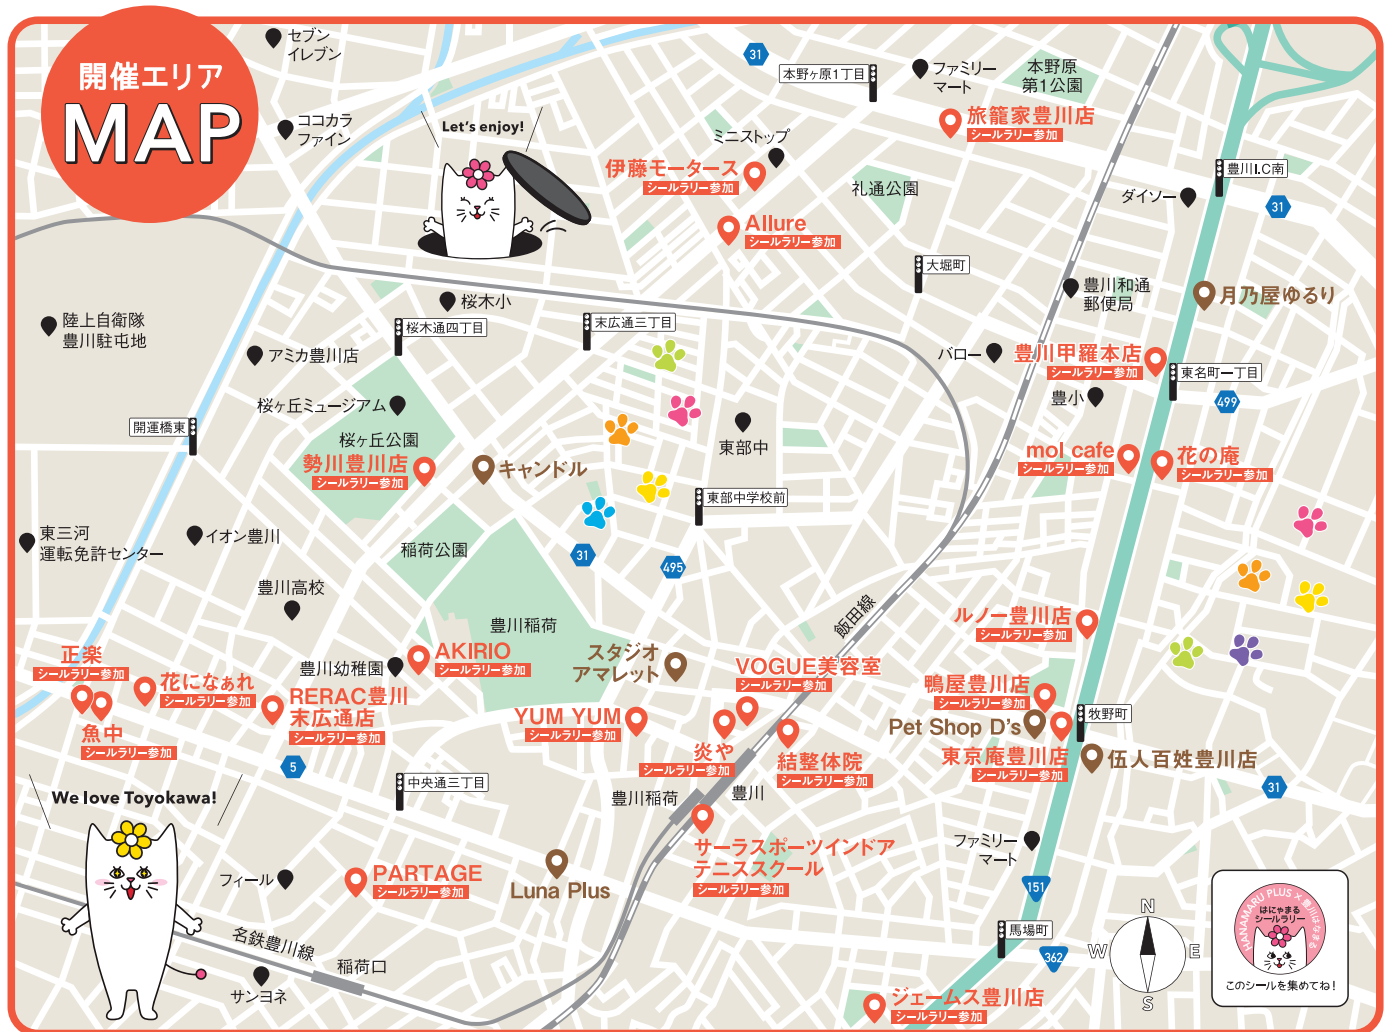 開催エリア
MAP
セブン
イレブン
ココカラ
ファイン
Let's enjoy!
31
本野ヶ原1丁目
ファミリー
マート
本野原
第1公園
旅籠家豊川店
シールラリー参加
ミニストップ
伊藤モータース
シールラリー参加
礼通公園
豊川I.C南
ダイソー
31
Allure
シールラリー参加
大堀町
豊川和通
郵便局
月乃屋ゆるり
桜木小
陸上自衛隊
豊川駐屯地
桜木通四丁目
末広通三丁目
アミカ豊川店
バロー
豊川甲羅本店
シールラリー参加
東名町一丁目
499
豊小
桜ヶ丘ミュージアム
開運橋東
桜ヶ丘公園
勢川豊川店
シールラリー参加
キャンドル
東部中
mol cafe
シールラリー参加
花の庵
シールラリー参加
東部中学校前
東三河
運転免許センター
イオン豊川
稲荷公園
31
495
豊川高校
飯田線
豊川稲荷
ルノー豊川店
シールラリー参加
正楽
シールラリー参加
花になぁれ
シールラリー参加
豊川幼稚園
AKIRIO
シールラリー参加
スタジオ
アマレット
VOGUE美容室
シールラリー参加
魚中
シールラリー参加
RERAC豊川
末広通店
シールラリー参加
YUM YUM
シールラリー参加
炎や
シールラリー参加
結整体院
シールラリー参加
鴨屋豊川店
シールラリー参加
Pet Shop D's
牧野町
東京庵豊川店
シールラリー参加
伍人百姓豊川店
5
中央通三丁目
豊川稲荷
豊川
31
We love Toyokawa!
サーラスポーツインドア
テニススクール
シールラリー参加
ファミリー
マート
フィール
PARTAGE
シールラリー参加
Luna Plus
151
名鉄豊川線
稲荷口
サンヨネ
馬場町
362
ジェームス豊川店
シールラリー参加
N
W
E
S
HANAMARU PLUS×豊川はなまる
はにゃまる
シールラリー
このシールを集めてね!